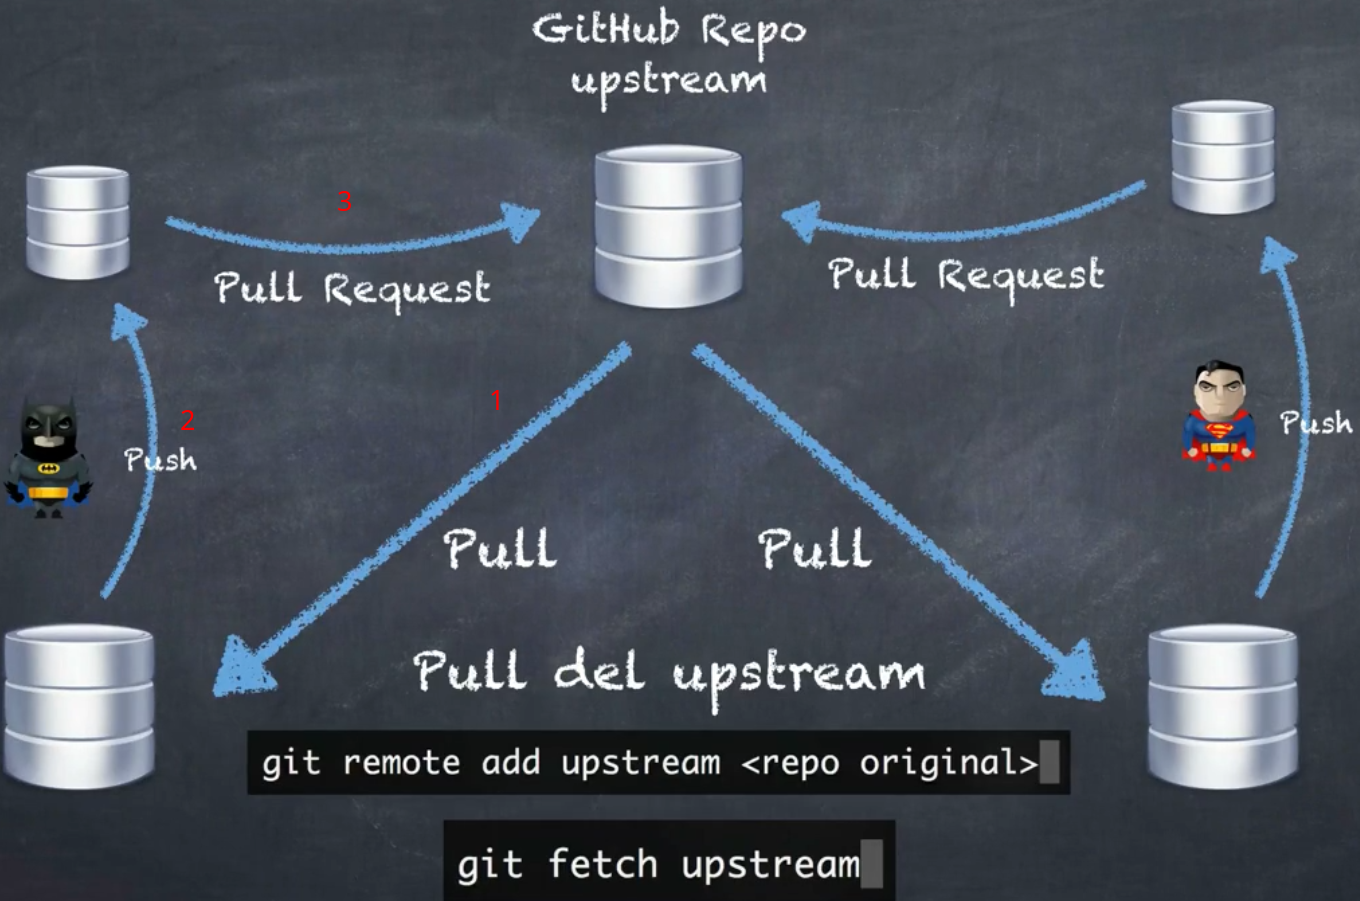 GitHub Repo
upstream
3
Pull Request
Pull Request
1
2
Push
Push
Pull
Pull
Pull del upstream
git remote add upstream <repo original>
git fetch upstream